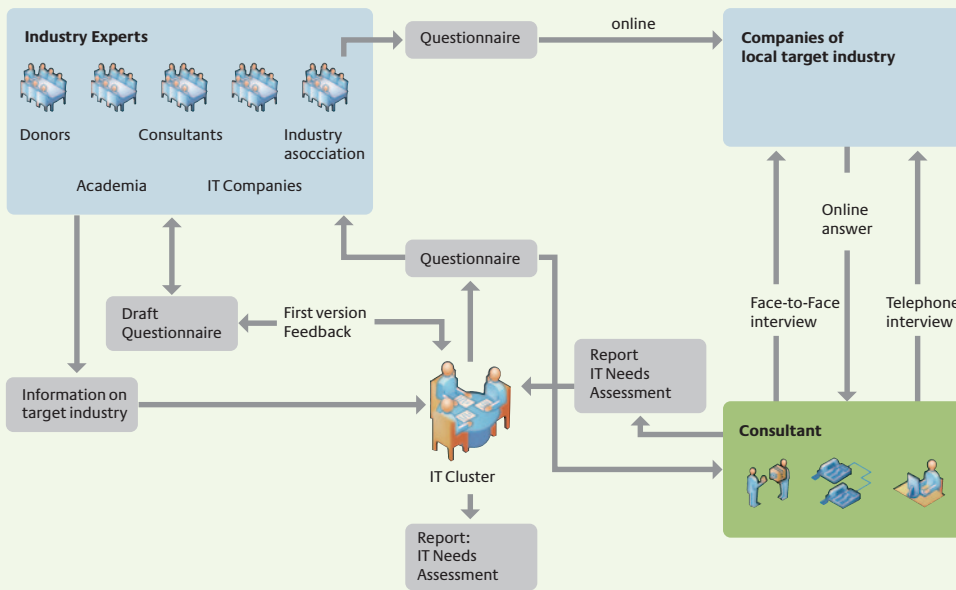 Industry Experts
Donors
Consultants
Industry
asocciation
Academia
IT Companies
Questionnaire
online
Companies of
local target industry
Online
answer
Questionnaire
Face-to-Face
interview
Telephone
interview
Draft
Questionnaire
First version
Feedback
Report
IT Needs
Assessment
Information on
target industry
Consultant
IT Cluster
Report:
IT Needs
Assessment